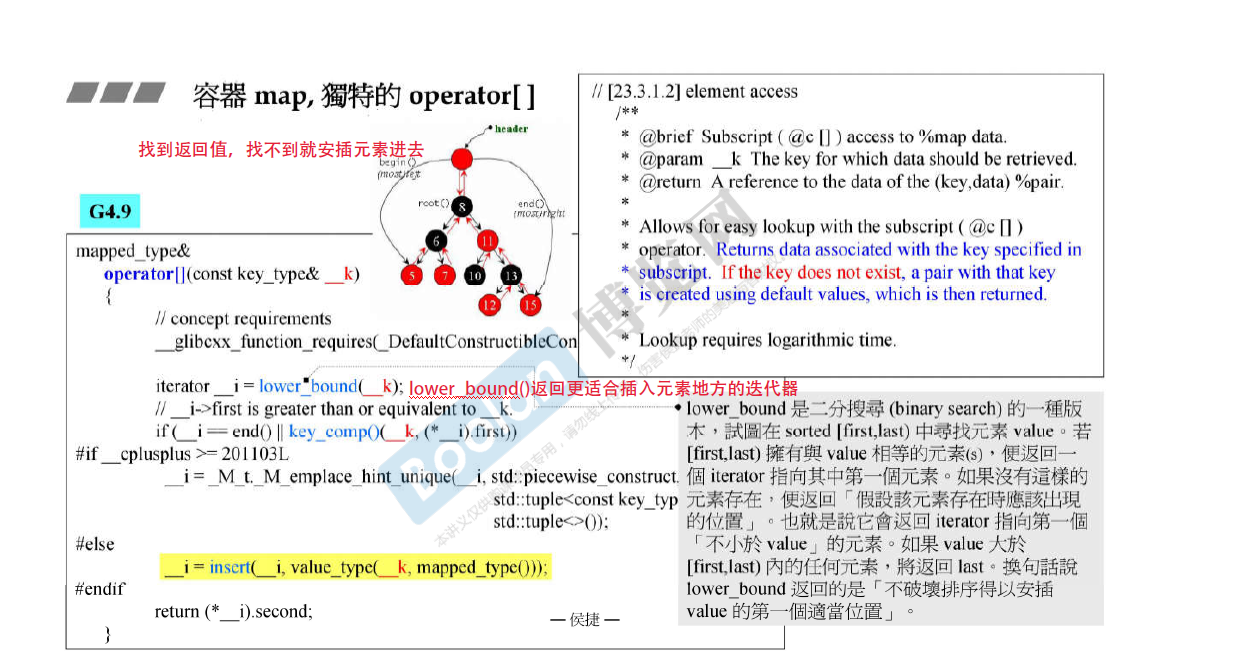 容器 map, 獨特的 operator[ ]
找到返回值，找不到就安插元素进去
header
begin()
(most)left
root()
end()
(most)right
8
6
11
5
7
10
13
12
15
G4.9
mapped_type&
operator[](const key_type& __k)
{
// concept requirements
__glibcxx_function_requires(_DefaultConstructibleCon
iterator __i = lower_bound(__k);
lower_bound()返回更适合插入元素地方的迭代器
// __i->first is greater than or equivalent to __k.
if (__i == end() || key_comp()(__k, (*__i).first))
#if __cplusplus >= 201103L
__i = _M_t._M_emplace_hint_unique(__i, std::piecewise_construct,
std::tuple<const key_typ
std::tuple<>());
#else
__i = insert(__i, value_type(__k, mapped_type()));
#endif
return (*__i).second;
}
— 侯捷 —
// [23.3.1.2] element access
/**
* @brief Subscript ( @c [] ) access to %map data.
* @param __k The key for which data should be retrieved.
* @return A reference to the data of the (key,data) %pair.
*
* Allows for easy lookup with the subscript ( @c [] )
* operator. Returns data associated with the key specified in
* subscript. If the key does not exist, a pair with that key
* is created using default values, which is then returned.
*
* Lookup requires logarithmic time.
*/
lower_bound 是二分搜尋 (binary search) 的一種版
本，試圖在 sorted [first,last) 中尋找元素 value。若
[first,last) 擁有與 value 相等的元素(s)，便返回一
個 iterator 指向其中第一個元素。如果沒有這樣的
元素存在，便返回「假設該元素存在時應該出現
的位置」。也就是說它會返回 iterator 指向第一個
「不小於 value」的元素。如果 value 大於
[first,last) 內的任何元素，將返回 last。換句話說
lower_bound 返回的是「不破壞排序得以安插
value 的第一個適當位置」。
Boolan 博览网